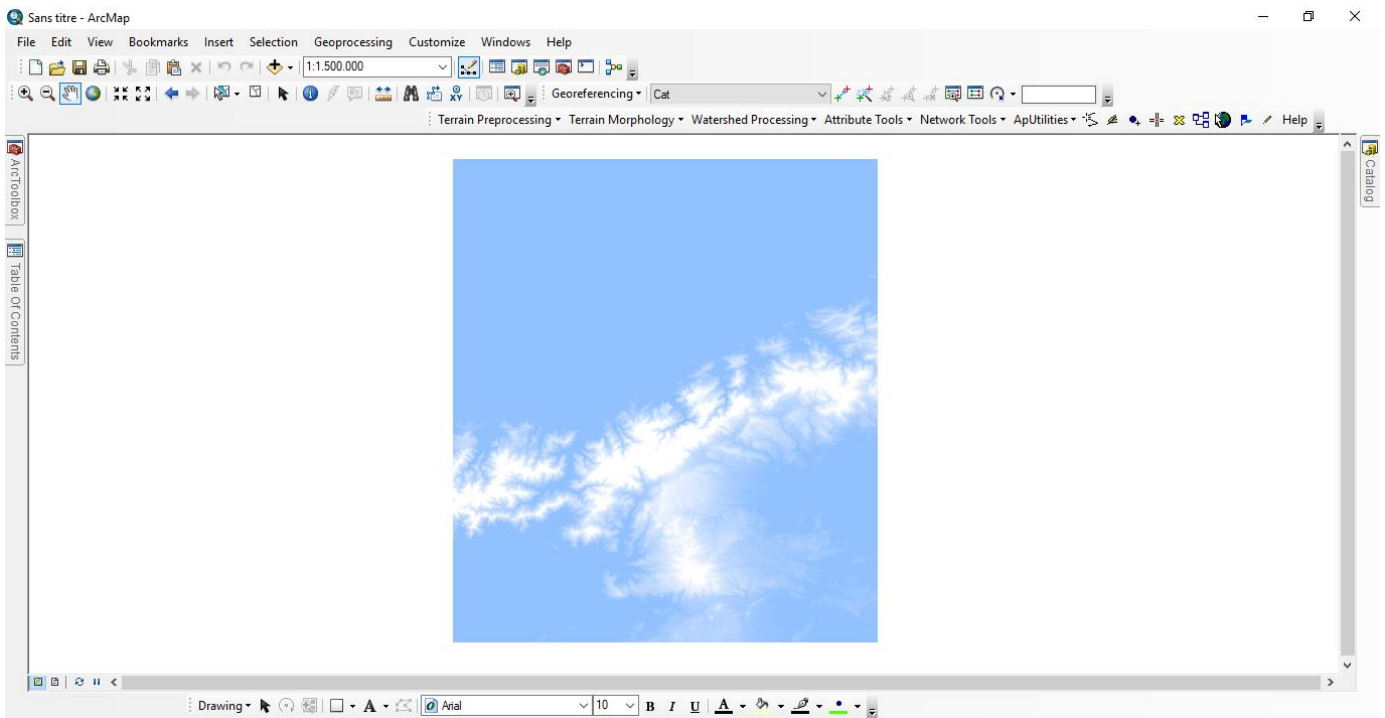 Sans titre - ArcMap
File Edit View Bookmarks Insert Selection Geoprocessing Customize Windows Help
1:1.500.000
Georeferencing Cat
Terrain Preprocessing Terrain Morphology Watershed Processing Attribute Tools Network Tools ApUtilities Help
ArcToolbox
Table Of Contents
Catalog
Drawing A Arial 10 B I U A